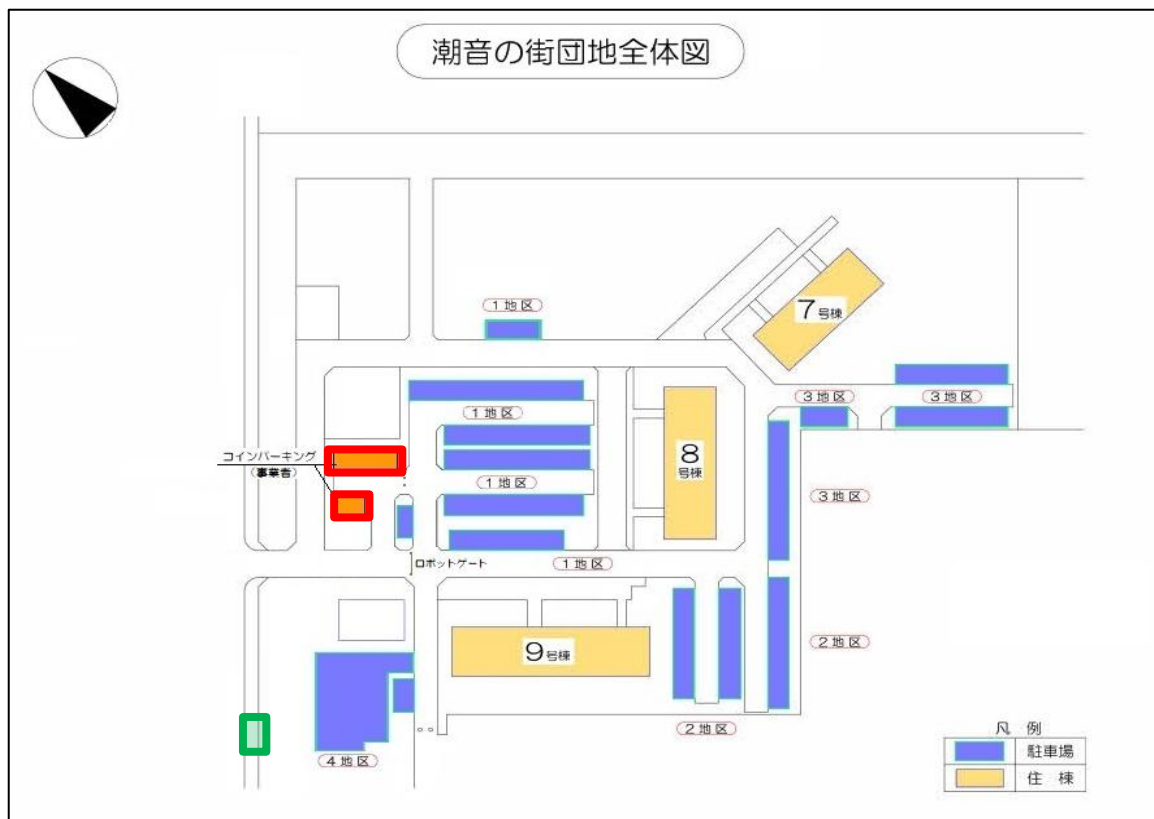 潮音の街団地全体図
1地区
7号棟
3地区
3地区
1地区
コインパーキング
(事業者)
8号棟
1地区
3地区
ロボットゲート
1地区
9号棟
2地区
2地区
4地区
凡例
駐車場
住棟